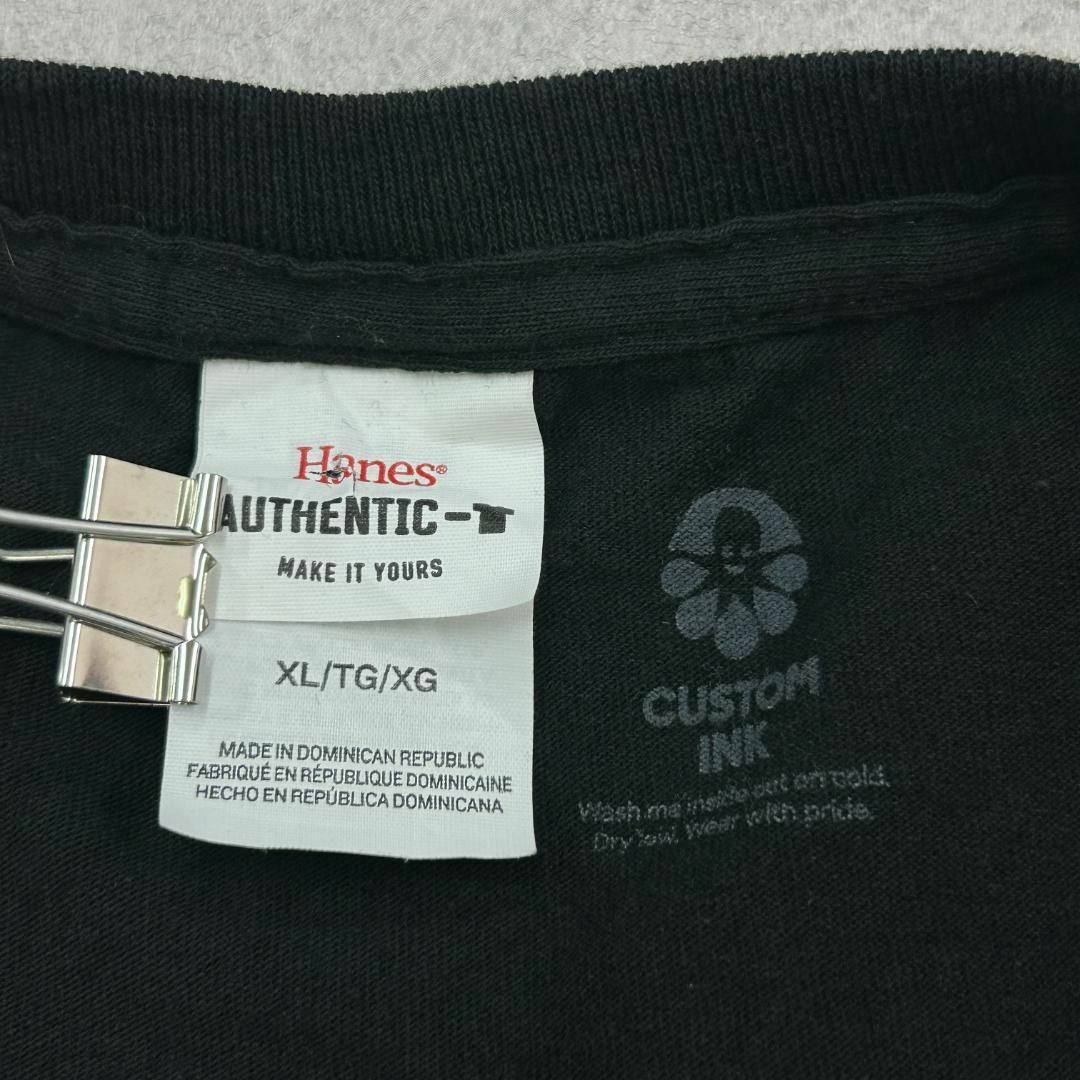 Hanes®
AUTHENTIC-T
MAKE IT YOURS
XL/TG/XG
MADE IN DOMINICAN REPUBLIC
FABRIQUÉ EN RÉPUBLIQUE DOMINICAINE
HECHO EN REPÚBLICA DOMINICANA
CUSTOM
INK
Wash me inside out on cold.
Dry low. Wear with pride.